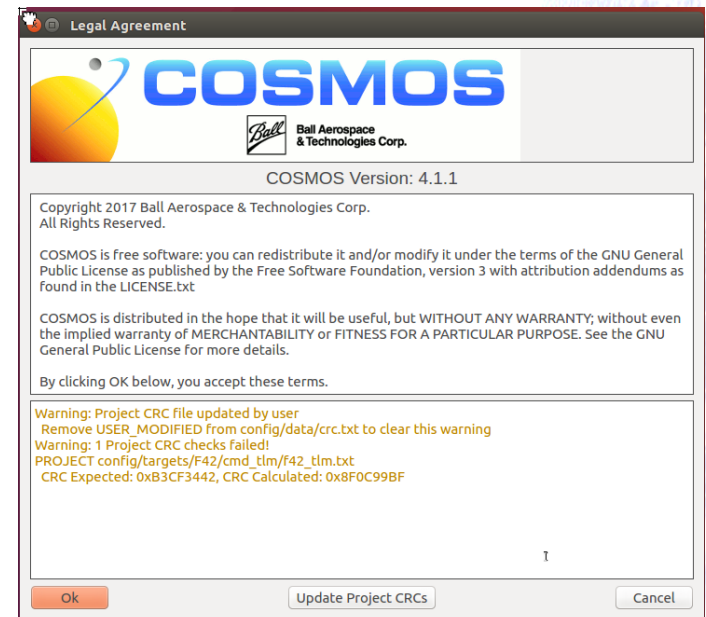 Legal Agreement
COSMOS
Ball
Ball Aerospace
& Technologies Corp.
COSMOS Version: 4.1.1
Copyright 2017 Ball Aerospace & Technologies Corp.
All Rights Reserved.
COSMOS is free software: you can redistribute it and/or modify it under the terms of the GNU General
Public License as published by the Free Software Foundation, version 3 with attribution addendums as
found in the LICENSE.txt
COSMOS is distributed in the hope that it will be useful, but WITHOUT ANY WARRANTY; without even
the implied warranty of MERCHANTABILITY or FITNESS FOR A PARTICULAR PURPOSE. See the GNU
General Public License for more details.
By clicking OK below, you accept these terms.
Warning: Project CRC file updated by user
Remove USER_MODIFIED from config/data/crc.txt to clear this warning
Warning: 1 Project CRC checks failed!
PROJECT config/targets/F42/cmd_tlm/f42_tlm.txt
CRC Expected: 0xB3CF3442, CRC Calculated: 0x8F0C99BF
Ok
Update Project CRCs
Cancel